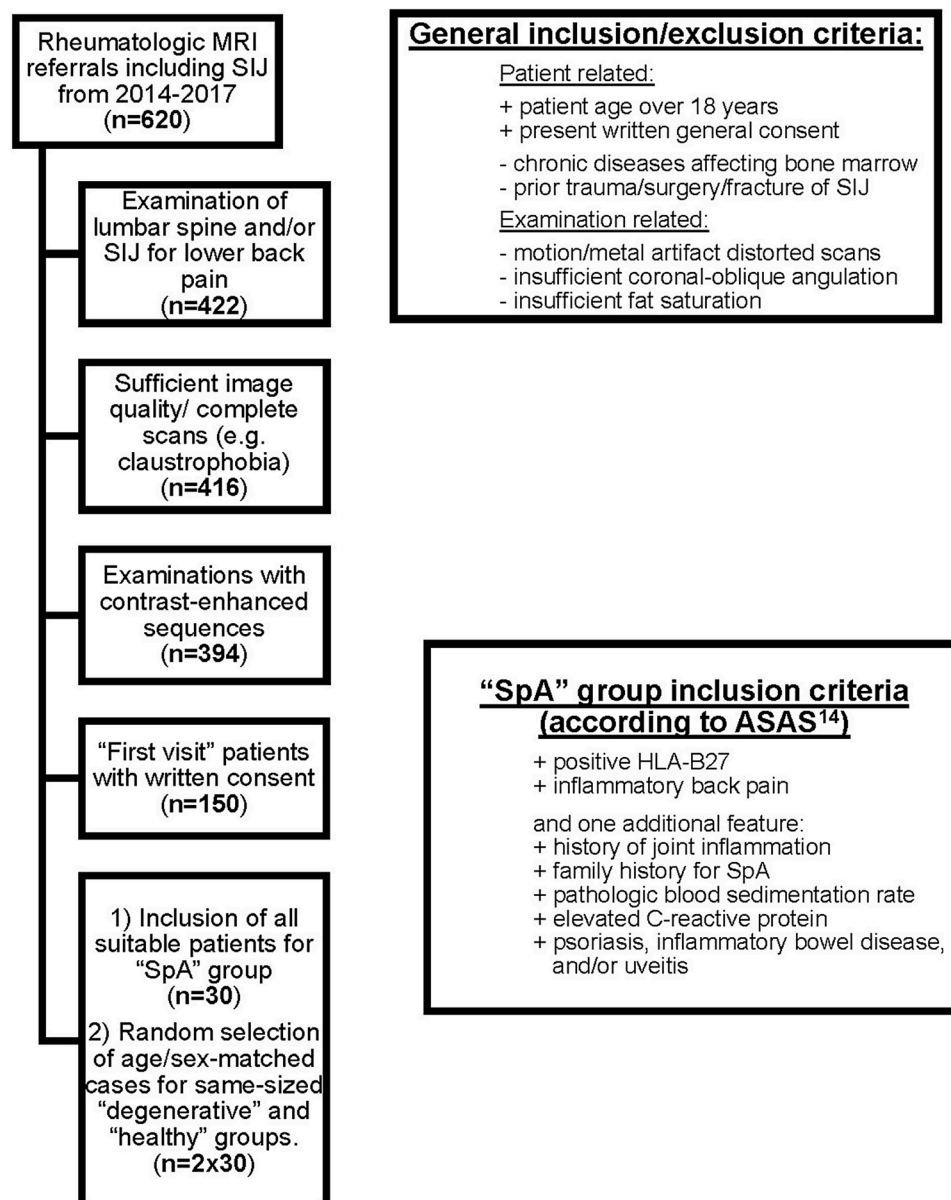 Rheumatologic MRI
referrals including SIJ
from 2014-2017
(n=620)
Examination of
lumbar spine and/or
SIJ for lower back
pain
(n=422)
Sufficient image
quality/ complete
scans (e.g.
claustrophobia)
(n=416)
Examinations with
contrast-enhanced
sequences
(n=394)
“First visit” patients
with written consent
(n=150)
1) Inclusion of all
suitable patients for
“SpA” group
(n=30)
2) Random selection
of age/sex-matched
cases for same-sized
“degenerative” and
“healthy” groups.
(n=2x30)
General inclusion/exclusion criteria:
Patient related:
+ patient age over 18 years
+ present written general consent
- chronic diseases affecting bone marrow
- prior trauma/surgery/fracture of SIJ
Examination related:
- motion/metal artifact distorted scans
- insufficient coronal-oblique angulation
- insufficient fat saturation
“SpA” group inclusion criteria
(according to ASAS¹⁴)
+ positive HLA-B27
+ inflammatory back pain
and one additional feature:
+ history of joint inflammation
+ family history for SpA
+ pathologic blood sedimentation rate
+ elevated C-reactive protein
+ psoriasis, inflammatory bowel disease,
and/or uveitis